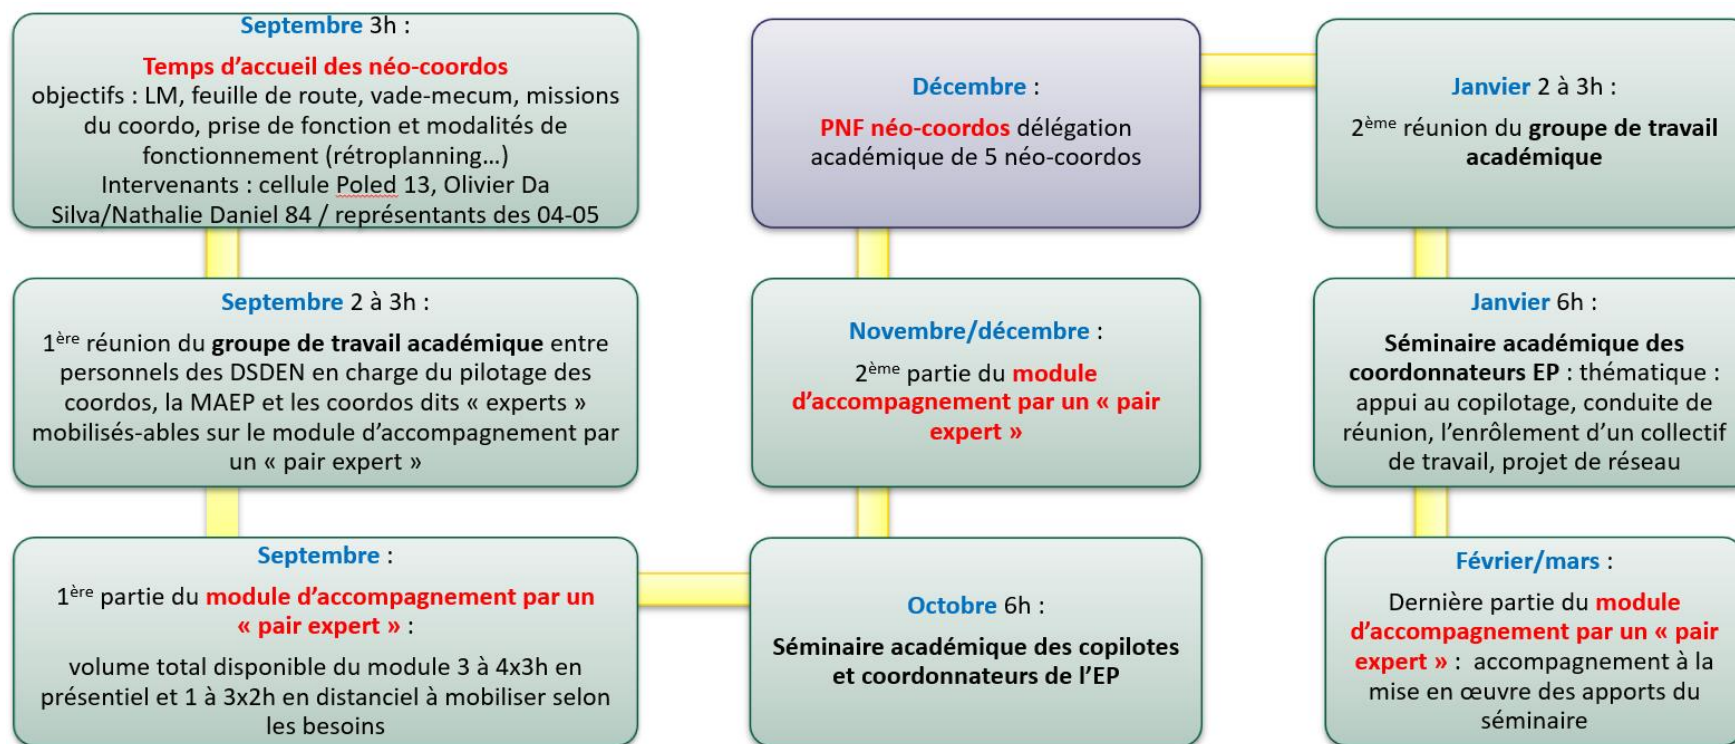 Septembre 3h :
Temps d’accueil des néo-coordos
objectifs : LM, feuille de route, vade-mecum, missions
du coordo, prise de fonction et modalités de
fonctionnement (rétroplanning…)
Intervenants : cellule Poled 13, Olivier Da
Silva/Nathalie Daniel 84 / représentants des 04-05
Septembre 2 à 3h :
1ère réunion du groupe de travail académique entre
personnels des DSDEN en charge du pilotage des
coordos, la MAEP et les coordos dits « experts »
mobilisés-ables sur le module d’accompagnement par
un « pair expert »
Septembre :
1ère partie du module d’accompagnement par un
« pair expert » :
volume total disponible du module 3 à 4x3h en
présentiel et 1 à 3x2h en distanciel à mobiliser selon
les besoins
Octobre 6h :
Séminaire académique des copilotes
et coordonnateurs de l’EP
Novembre/décembre :
2ème partie du module
d’accompagnement par un « pair
expert »
Décembre :
PNF néo-coordos délégation
académique de 5 néo-coordos
Janvier 2 à 3h :
2ème réunion du groupe de travail
académique
Janvier 6h :
Séminaire académique des
coordonnateurs EP : thématique :
appui au copilotage, conduite de
réunion, l’enrôlement d’un collectif
de travail, projet de réseau
Février/mars :
Dernière partie du module
d’accompagnement par un « pair
expert » : accompagnement à la
mise en œuvre des apports du
séminaire